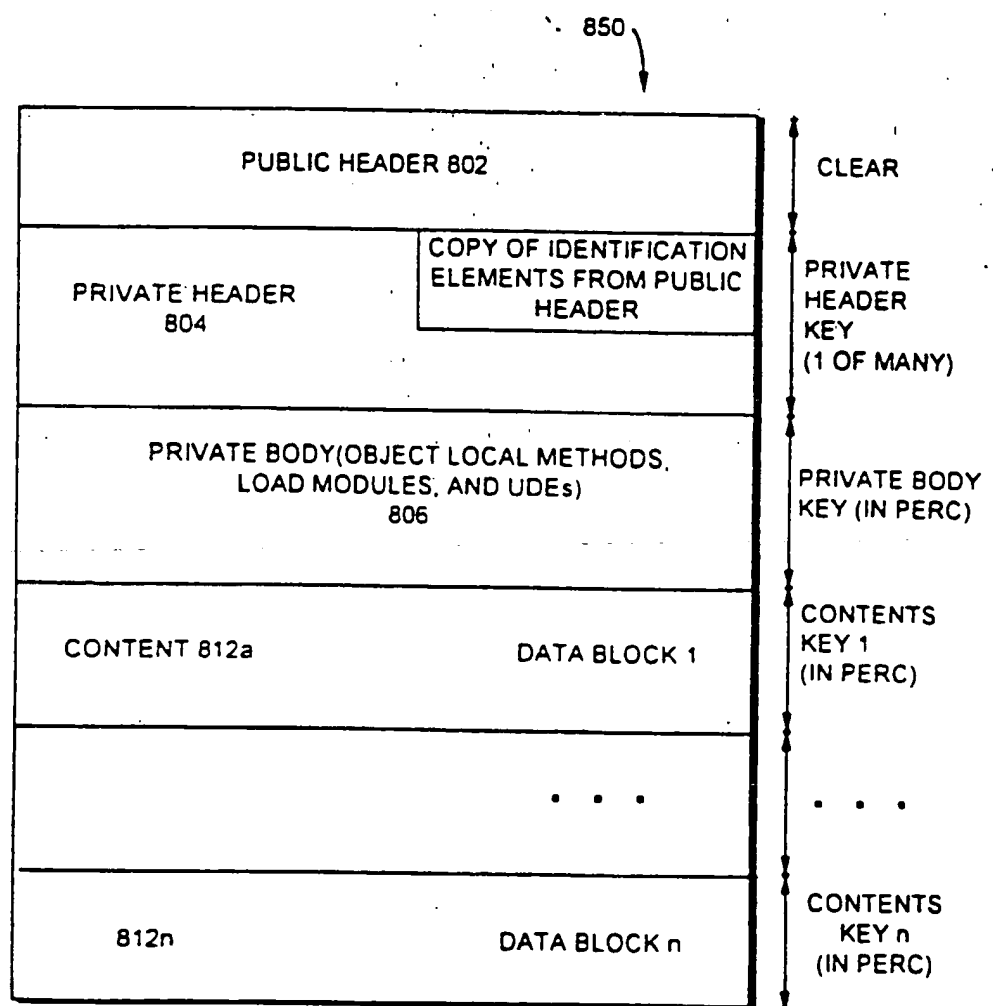 850
PUBLIC HEADER 802
CLEAR
COPY OF IDENTIFICATION
ELEMENTS FROM PUBLIC
HEADER
PRIVATE HEADER
804
PRIVATE
HEADER
KEY
(1 OF MANY)
PRIVATE BODY(OBJECT LOCAL METHODS,
LOAD MODULES, AND UDEs)
806
PRIVATE BODY
KEY (IN PERC)
CONTENT 812a
DATA BLOCK 1
CONTENTS
KEY 1
(IN PERC)
. . .
. . .
812n
DATA BLOCK n
CONTENTS
KEY n
(IN PERC)